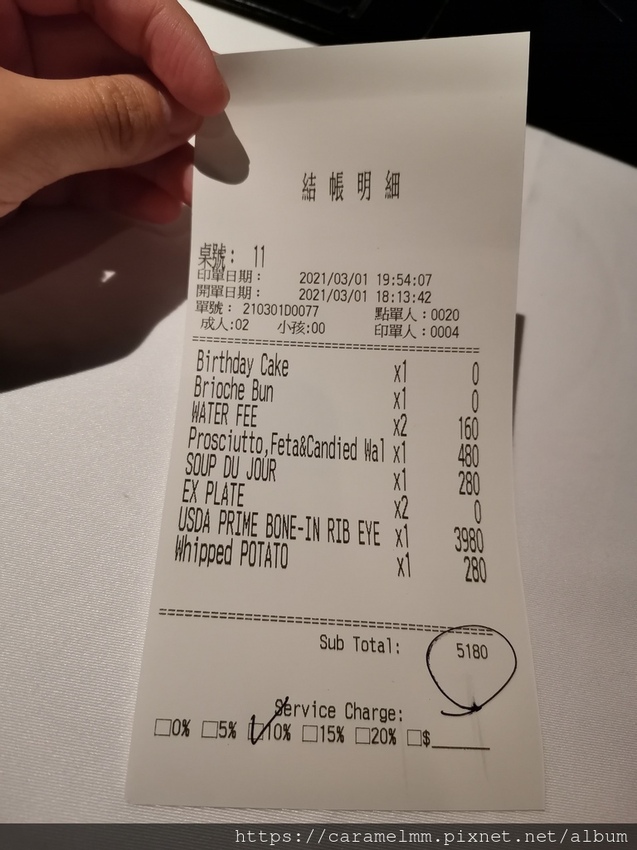 結帳明細
桌號： 11
印單日期： 2021/03/01 19:54:07
開單日期： 2021/03/01 18:13:42
單號： 210301D0077 點單人：0020
成人:02 小孩:00 印單人：0004
Birthday Cake x1 0
Brioche Bun x1 0
WATER FEE x2 160
Prosciutto,Feta&Candied Wal x1 480
SOUP DU JOUR x1 280
EX PLATE x2 0
USDA PRIME BONE-IN RIB EYE x1 3980
Whipped POTATO x1 280
Sub Total: 5180
Service Charge:
□0% □5% □10% □15% □20% □$______
https://caramelmm.pixnet.net/album